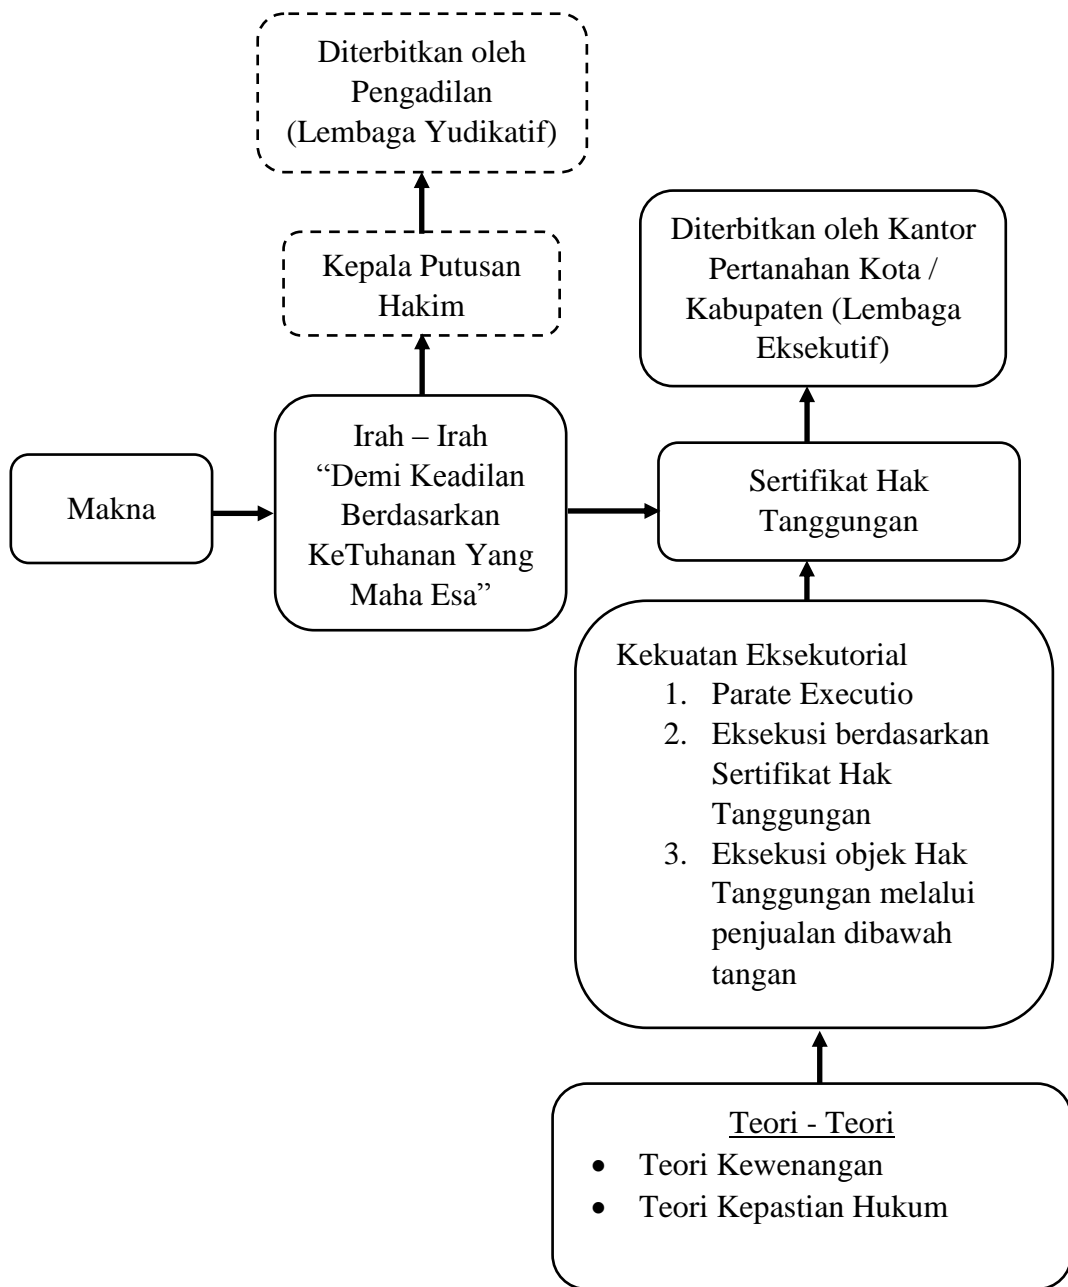 Diterbitkan oleh
Pengadilan
(Lembaga Yudikatif)
Kepala Putusan
Hakim
Diterbitkan oleh Kantor
Pertanahan Kota /
Kabupaten (Lembaga
Eksekutif)
Makna
Irah – Irah
“Demi Keadilan
Berdasarkan
KeTuhanan Yang
Maha Esa”
Sertifikat Hak
Tanggungan
Kekuatan Eksekutorial
1. Parate Executio
2. Eksekusi berdasarkan
Sertifikat Hak
Tanggungan
3. Eksekusi objek Hak
Tanggungan melalui
penjualan dibawah
tangan
Teori - Teori
• Teori Kewenangan
• Teori Kepastian Hukum